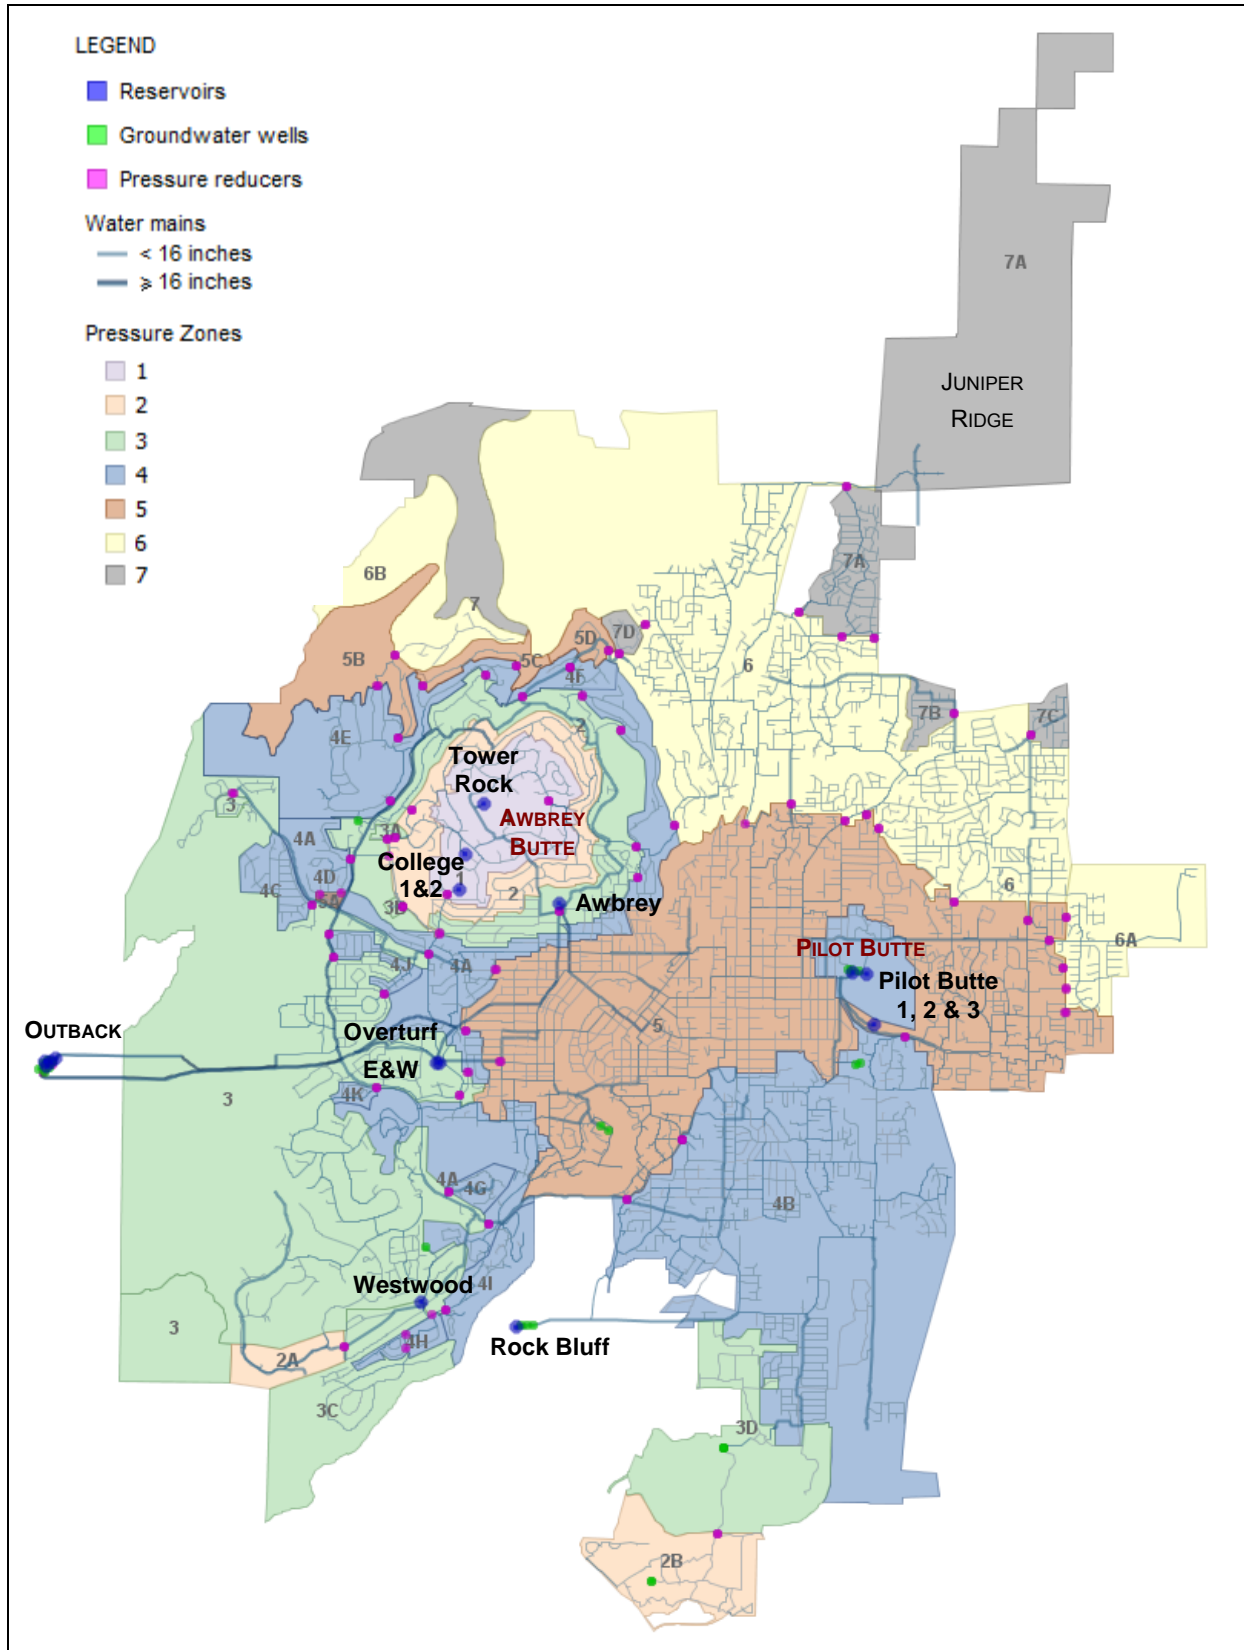 LEGEND
Reservoirs
Groundwater wells
Pressure reducers
Water mains
< 16 inches
⩾ 16 inches
Pressure Zones
1
2
3
4
5
6
7
7A
JUNIPER
RIDGE
6B
7
7A
5B
5C
5D
7D
4F
6
7B
7C
4E
2
Tower
Rock
AWBREY
BUTTE
3
4A
3A
College
1&2
1
4C
4D
5A
3B
2
Awbrey
6
6A
4J
4A
PILOT BUTTE
Pilot Butte
1, 2 & 3
OUTBACK
Overturf
E&W
5
3
4K
4A
4G
4B
Westwood
4I
Rock Bluff
3
2A
4H
3C
3D
2B